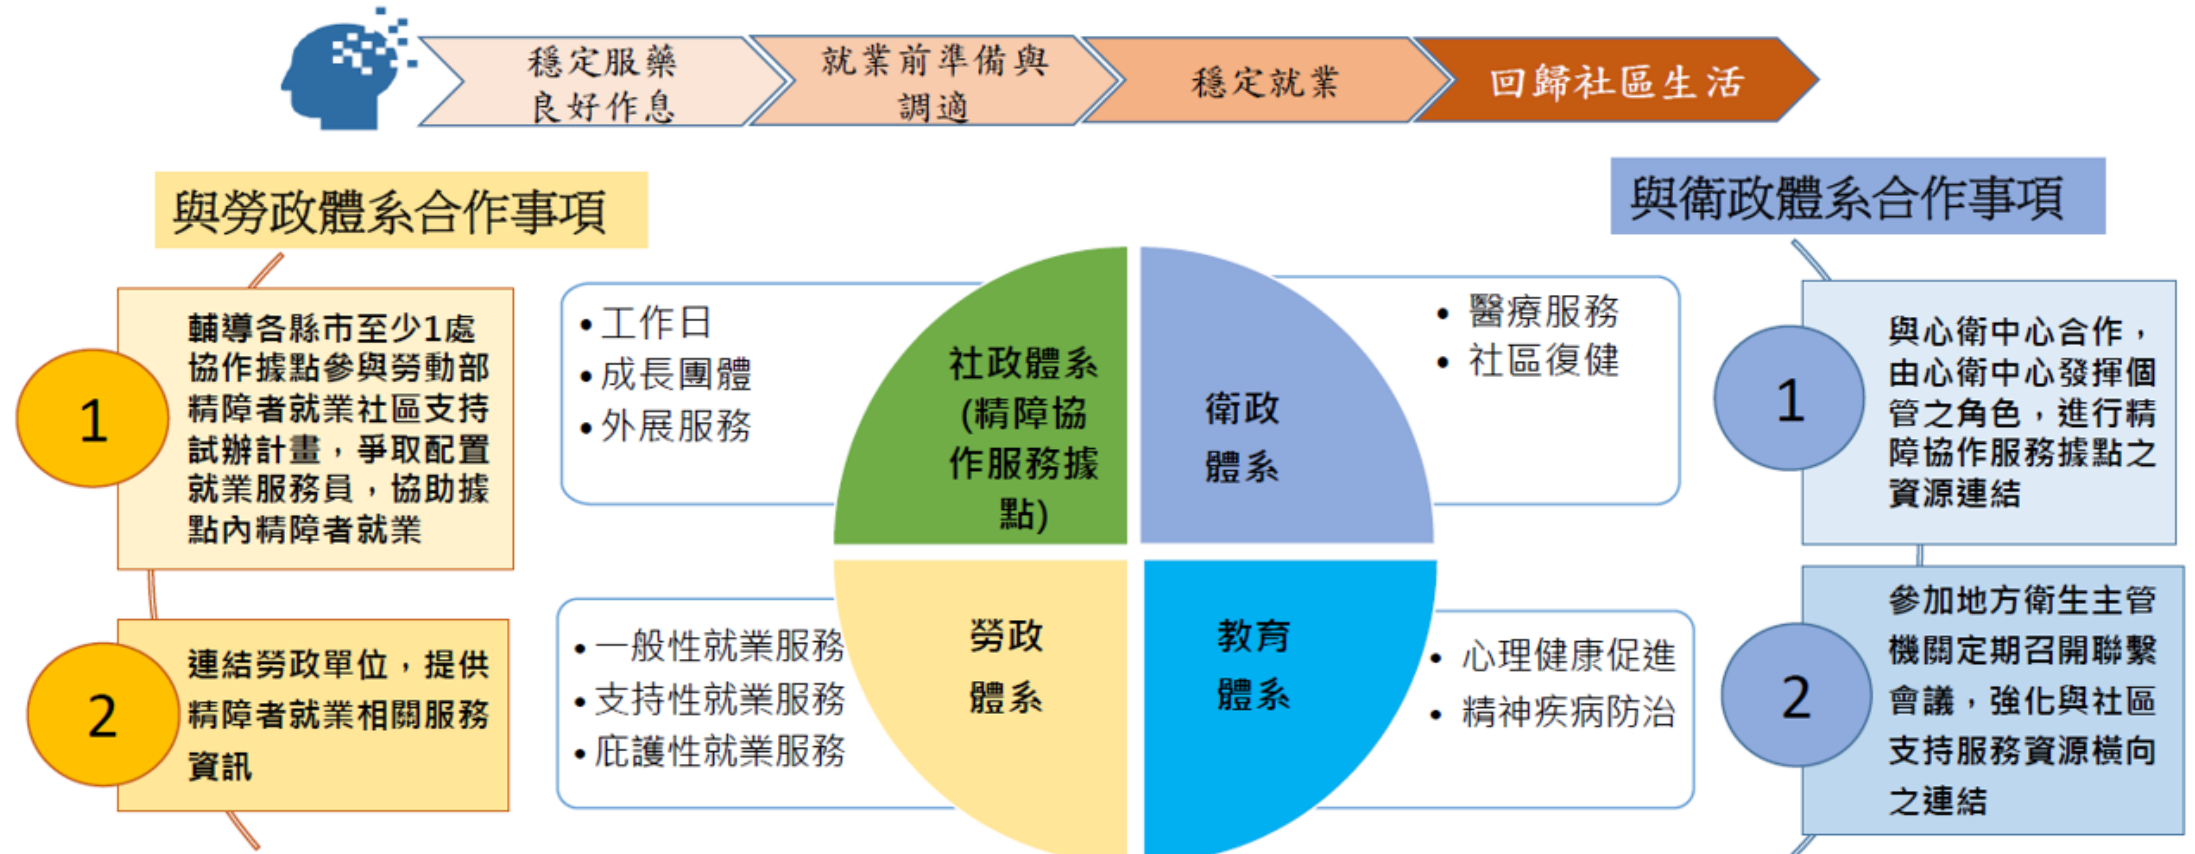 穩定服藥
良好作息
就業前準備與
調適
穩定就業
回歸社區生活
與勞政體系合作事項
1
輔導各縣市至少1處
協作據點參與勞動部
精障者就業社區支持
試辦計畫，爭取配置
就業服務員，協助據
點內精障者就業
2
連結勞政單位，提供
精障者就業相關服務
資訊
•工作日
•成長團體
•外展服務
社政體系
(精障協
作服務據
點)
衛政
體系
• 醫療服務
• 社區復健
•一般性就業服務
•支持性就業服務
•庇護性就業服務
勞政
體系
教育
體系
• 心理健康促進
• 精神疾病防治
與衛政體系合作事項
1
與心衛中心合作，
由心衛中心發揮個
管之角色，進行精
障協作服務據點之
資源連結
2
參加地方衛生主管
機關定期召開聯繫
會議，強化與社區
支持服務資源橫向
之連結